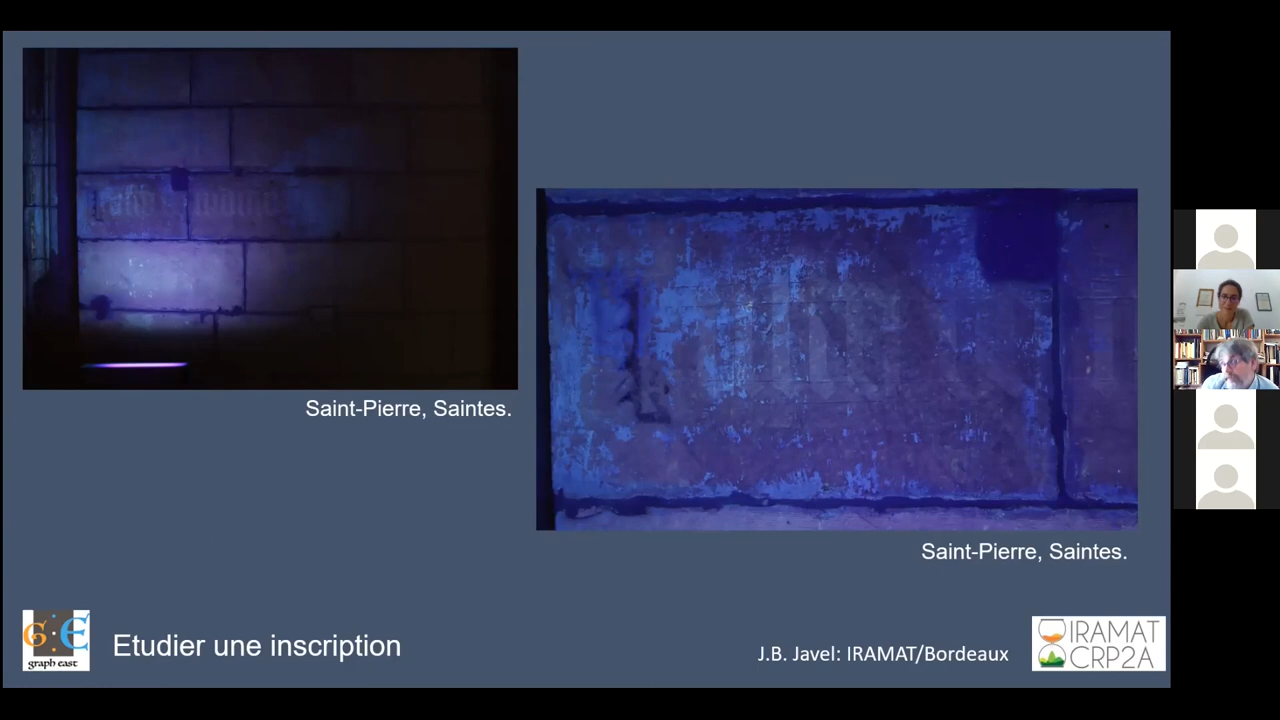 Saint-Pierre, Saintes.
Saint-Pierre, Saintes.
graph east
Etudier une inscription
J.B. Javel: IRAMAT/Bordeaux
IRAMAT
CRP2A